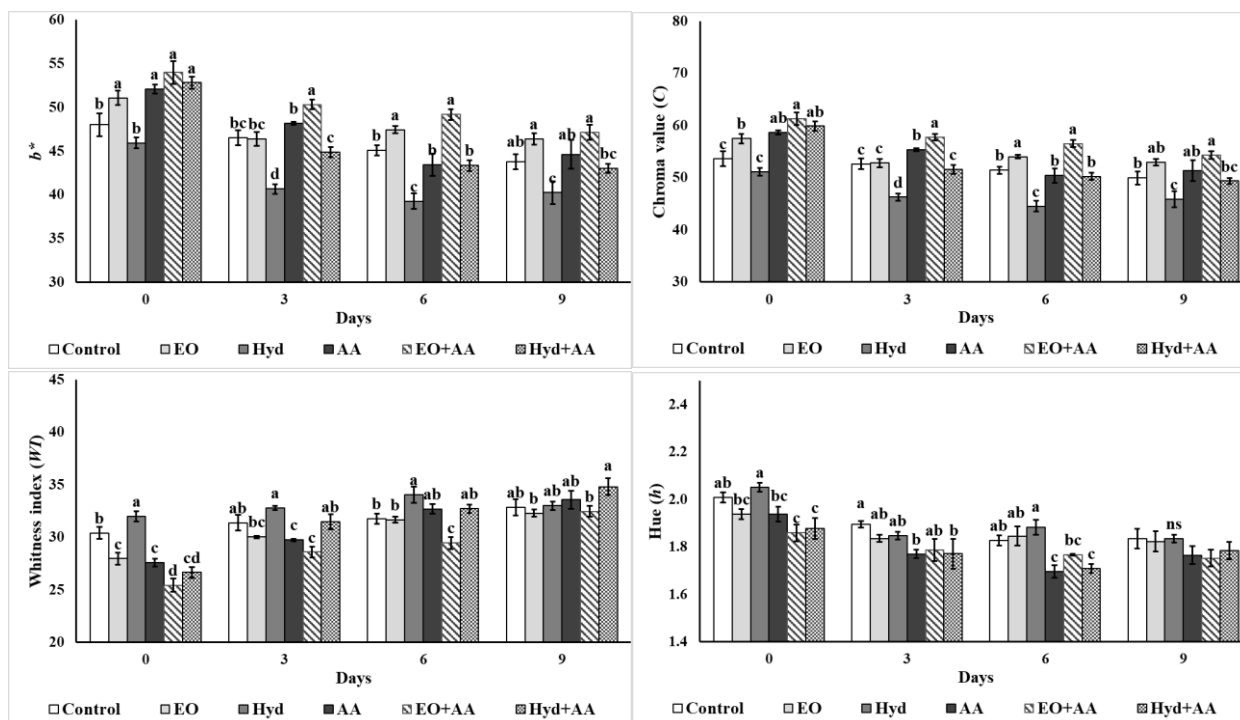 60
55
50
45
40
35
30
b*
b a b a a a
bc bc d b a c
b a c b a b
ab a c ab a bc
0 3 6 9
Days
Control EO Hyd AA EO+AA Hyd+AA
80
70
60
50
40
30
Chroma value (C)
c b c ab a ab
c c d b a c
b a c b a b
b ab c ab a bc
0 3 6 9
Days
Control EO Hyd AA EO+AA Hyd+AA
45
40
35
30
25
20
Whitness index (WI)
b c a c d cd
ab bc a c c ab
b b a ab c ab
ab b ab ab b a
0 3 6 9
Days
Control EO Hyd AA EO+AA Hyd+AA
2.4
2.2
2.0
1.8
1.6
1.4
Hue (h)
ab bc a bc c c
a ab ab b ab b
ab ab a c bc c
ns
0 3 6 9
Days
Control EO Hyd AA EO+AA Hyd+AA